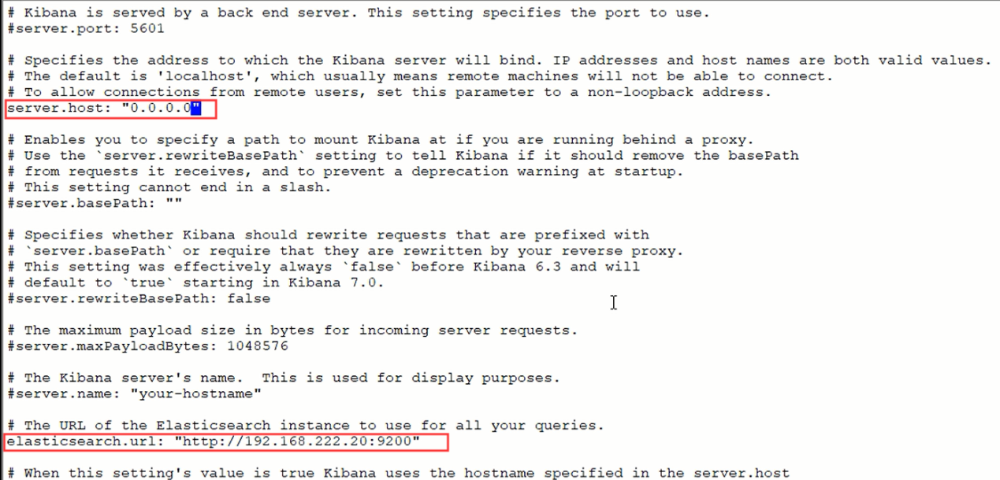 # Kibana is served by a back end server. This setting specifies the port to use.
#server.port: 5601
# Specifies the address to which the Kibana server will bind. IP addresses and host names are both valid values.
# The default is 'localhost', which usually means remote machines will not be able to connect.
# To allow connections from remote users, set this parameter to a non-loopback address.
server.host: "0.0.0.0"
# Enables you to specify a path to mount Kibana at if you are running behind a proxy.
# Use the `server.rewriteBasePath` setting to tell Kibana if it should remove the basePath
# from requests it receives, and to prevent a deprecation warning at startup.
# This setting cannot end in a slash.
#server.basePath: ""
# Specifies whether Kibana should rewrite requests that are prefixed with
# `server.basePath` or require that they are rewritten by your reverse proxy.
# This setting was effectively always `false` before Kibana 6.3 and will
# default to `true` starting in Kibana 7.0.
#server.rewriteBasePath: false
# The maximum payload size in bytes for incoming server requests.
#server.maxPayloadBytes: 1048576
# The Kibana server's name.  This is used for display purposes.
#server.name: "your-hostname"
# The URL of the Elasticsearch instance to use for all your queries.
elasticsearch.url: "http://192.168.222.20:9200"
# When this setting's value is true Kibana uses the hostname specified in the server.host